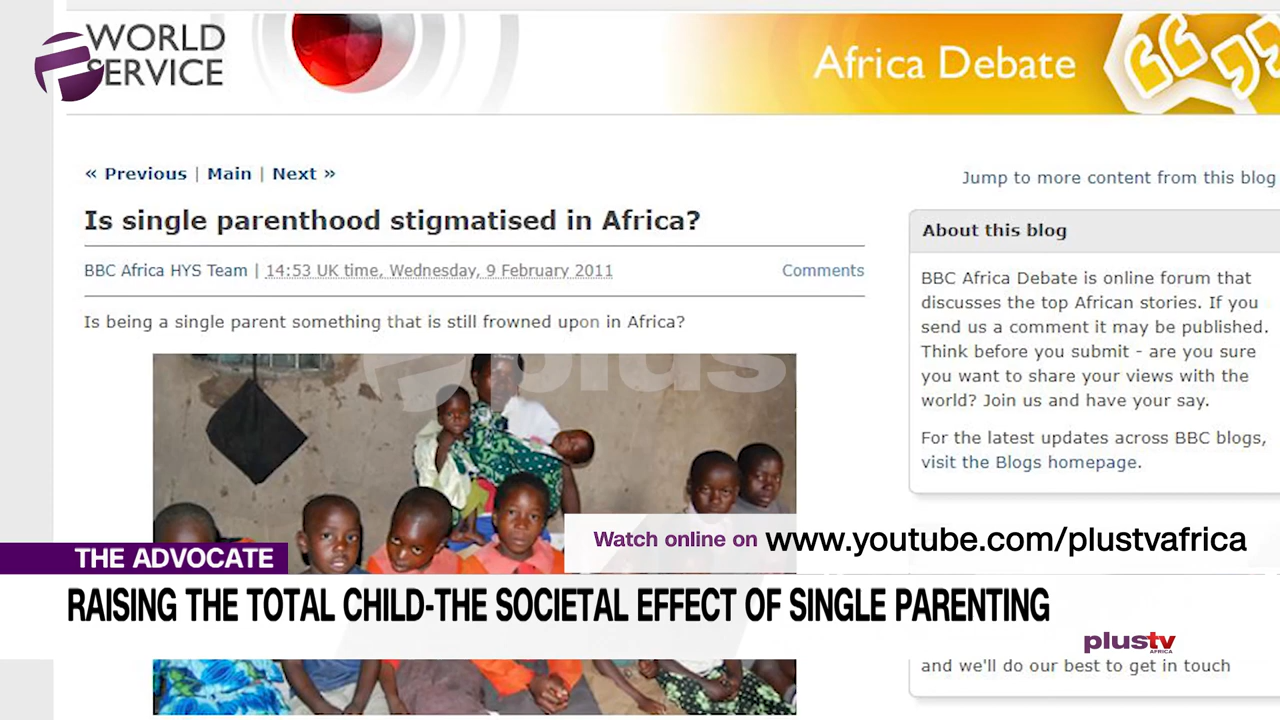 WORLD
SERVICE
Africa Debate
« Previous | Main | Next »
Jump to more content from this blog
Is single parenthood stigmatised in Africa?
BBC Africa HYS Team | 14:53 UK time, Wednesday, 9 February 2011
Comments
Is being a single parent something that is still frowned upon in Africa?
About this blog
BBC Africa Debate is online forum that
discusses the top African stories. If you
send us a comment it may be published.
Think before you submit - are you sure
you want to share your views with the
world? Join us and have your say.
For the latest updates across BBC blogs,
visit the Blogs homepage.
plus
Watch online on www.youtube.com/plustvafrica
THE ADVOCATE
RAISING THE TOTAL CHILD-THE SOCIETAL EFFECT OF SINGLE PARENTING
plustv
AFRICA
and we'll do our best to get in touch